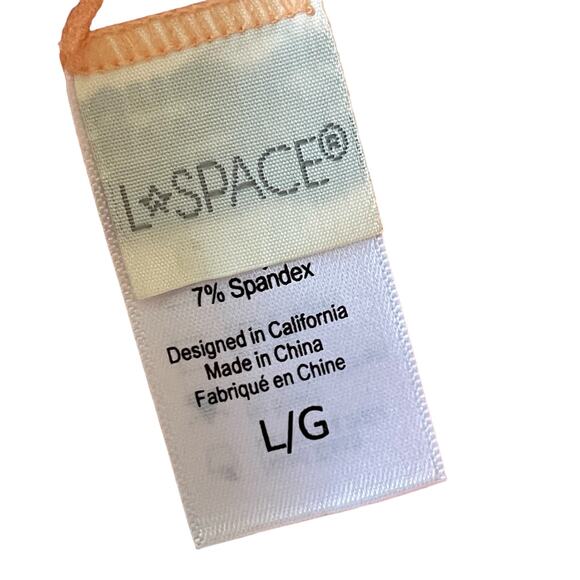 L★SPACE®
7% Spandex
Designed in California
Made in China
Fabriqué en Chine
L/G